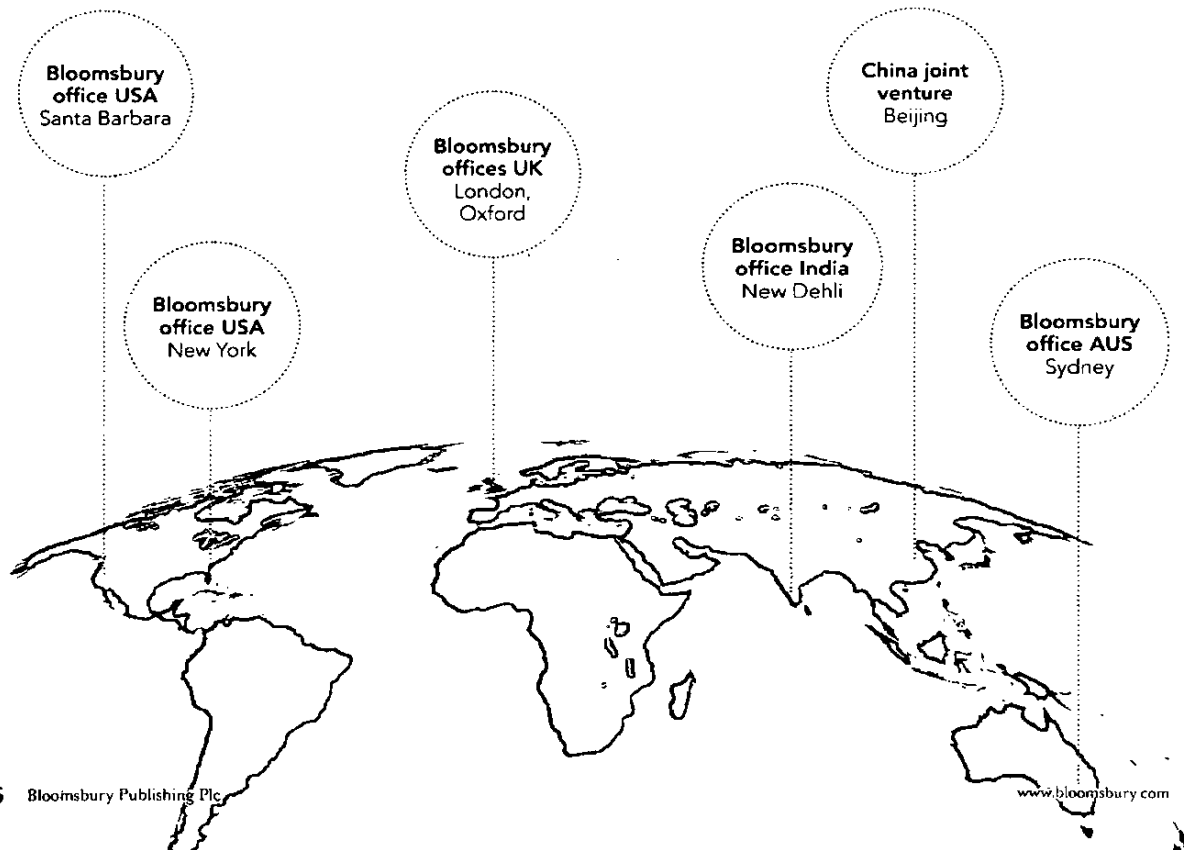 Bloomsbury
office USA
Santa Barbara
Bloomsbury
office USA
New York
Bloomsbury
offices UK
London,
Oxford
Bloomsbury
office India
New Dehli
China joint
venture
Beijing
Bloomsbury
office AUS
Sydney
Bloomsbury Publishing Plc
www.bloomsbury.com